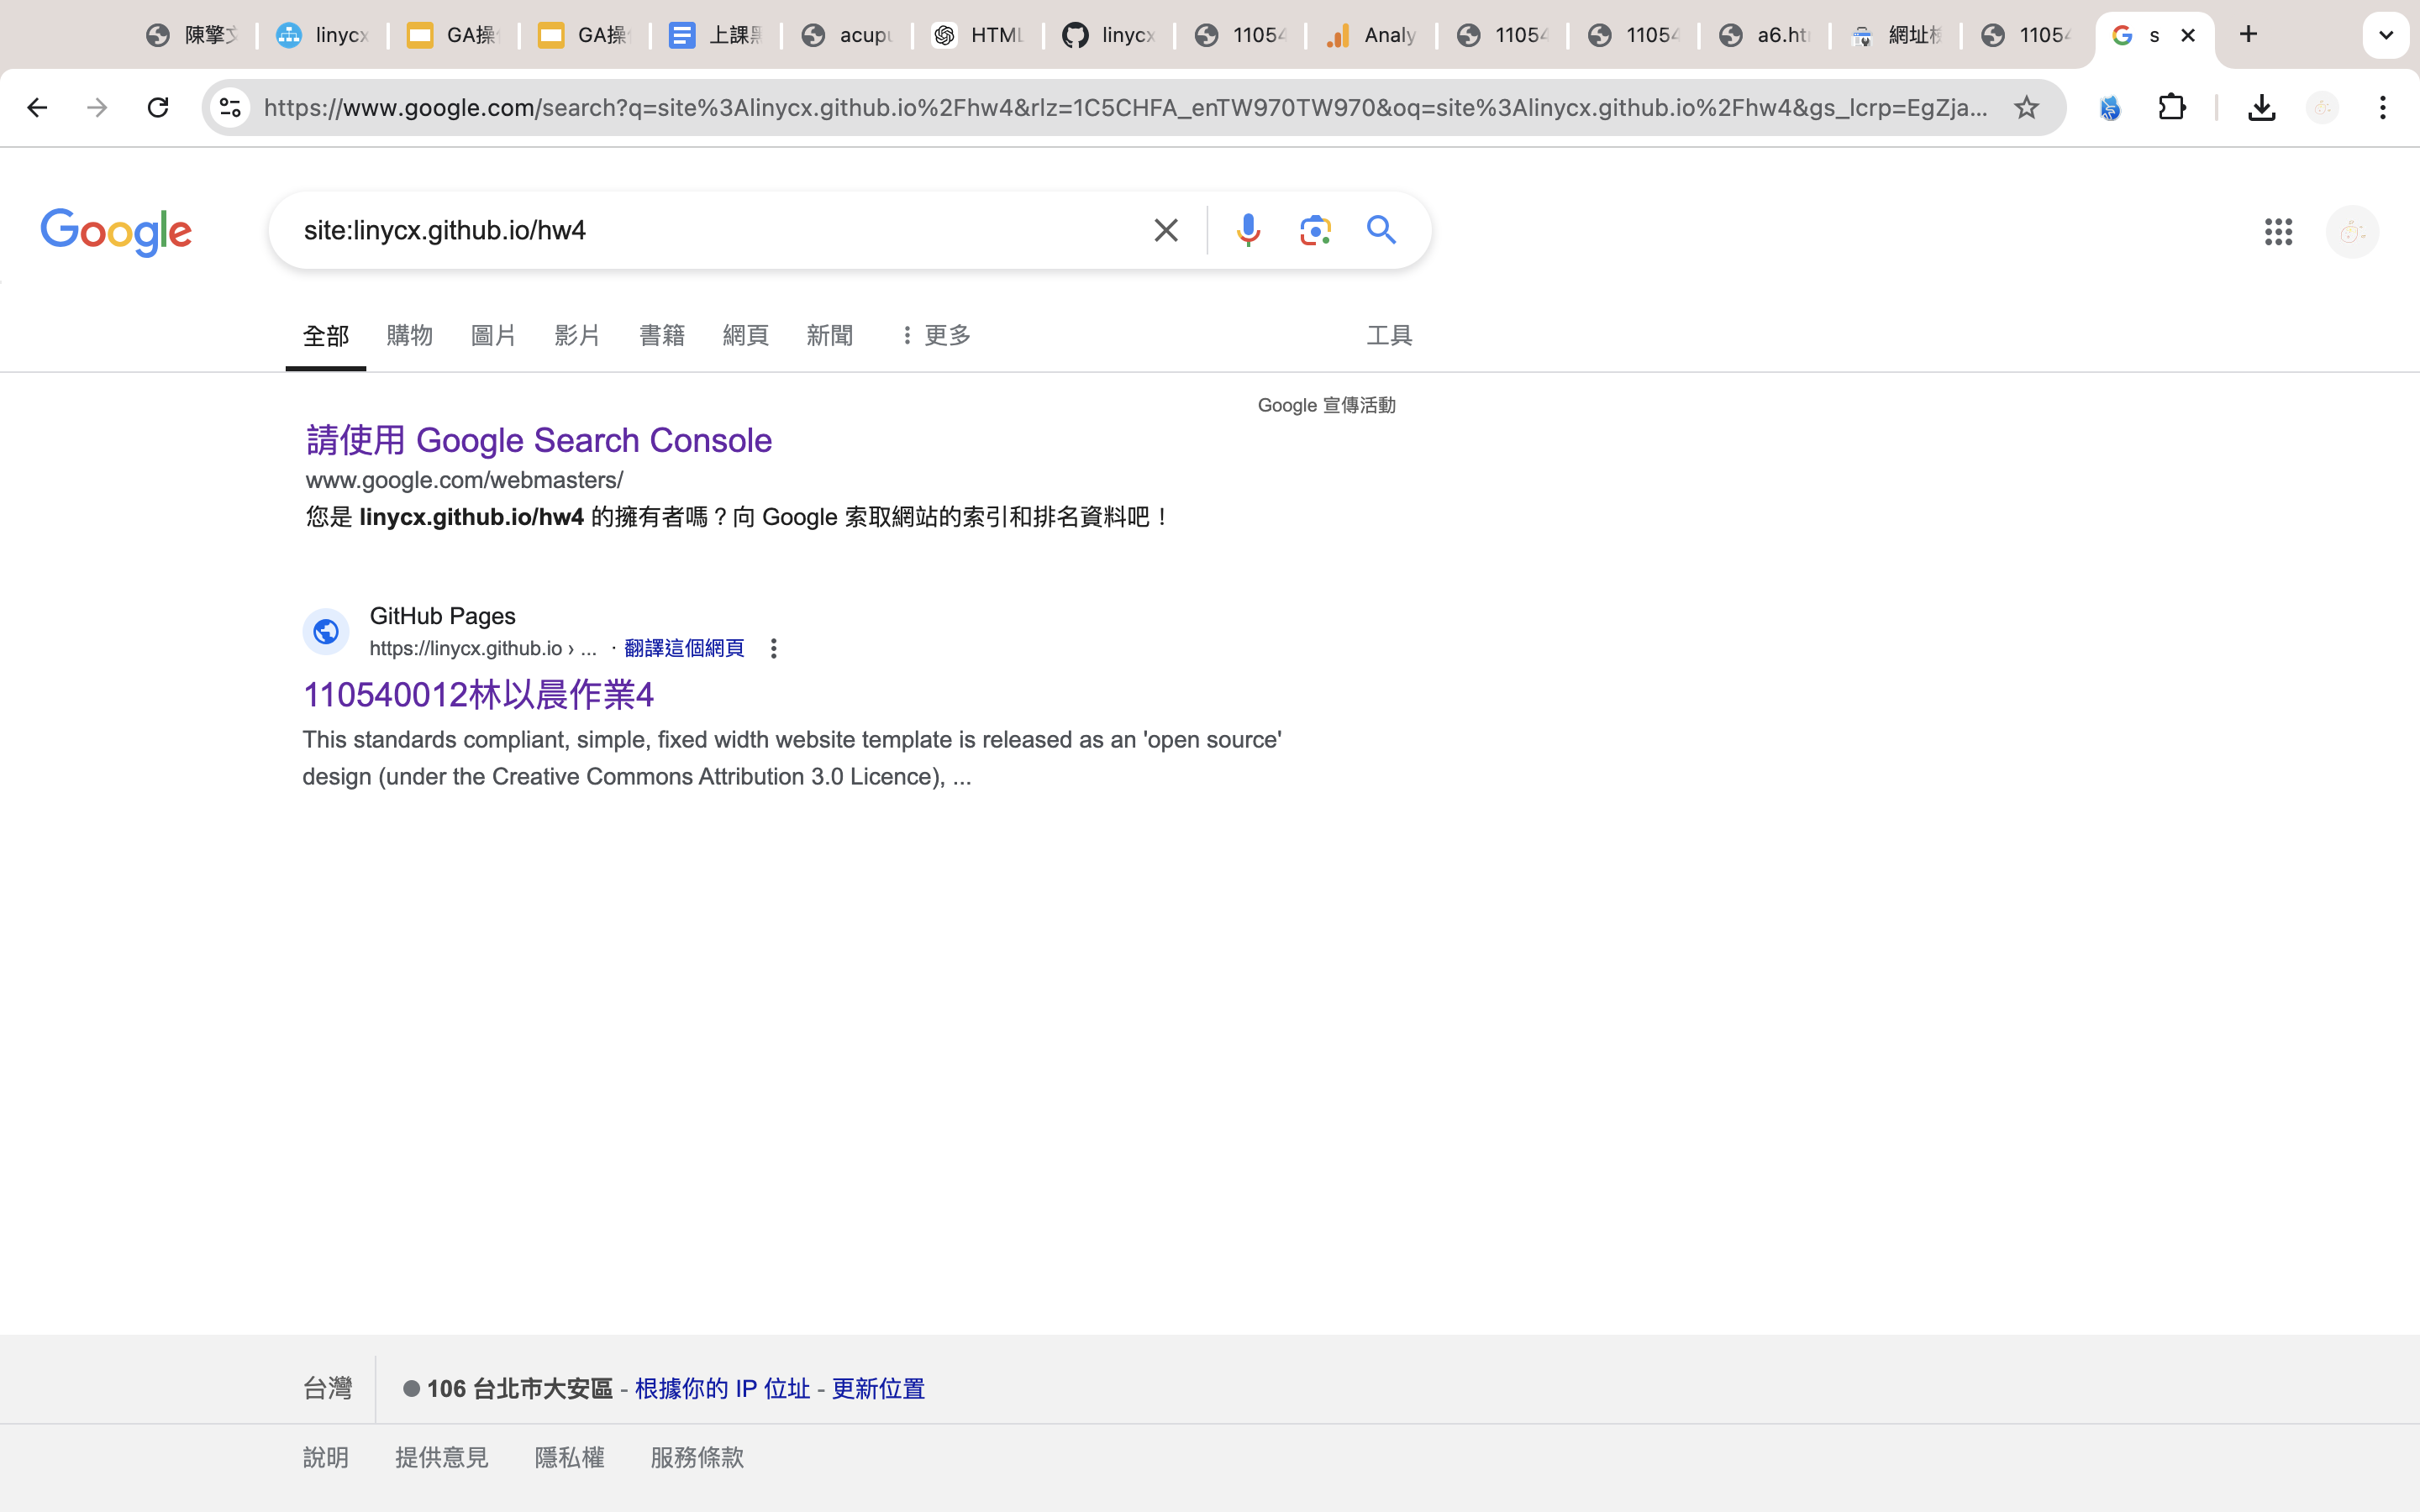 陳擎文
linycx
GA操
GA操
上課黑
acupu
HTML
linycx
11054
Analy
11054
11054
a6.ht
網址檢
11054
s
https://www.google.com/search?q=site%3Alinycx.github.io%2Fhw4&rlz=1C5CHFA_enTW970TW970&oq=site%3Alinycx.github.io%2Fhw4&gs_lcrp=EgZja...
Google
site:linycx.github.io/hw4
全部 購物 圖片 影片 書籍 網頁 新聞 更多 工具
Google 宣傳活動
請使用 Google Search Console
www.google.com/webmasters/
您是 linycx.github.io/hw4 的擁有者嗎？向 Google 索取網站的索引和排名資料吧！
GitHub Pages
https://linycx.github.io › ... · 翻譯這個網頁
110540012林以晨作業4
This standards compliant, simple, fixed width website template is released as an 'open source'
design (under the Creative Commons Attribution 3.0 Licence), ...
台灣 106 台北市大安區 - 根據你的 IP 位址 - 更新位置
說明 提供意見 隱私權 服務條款